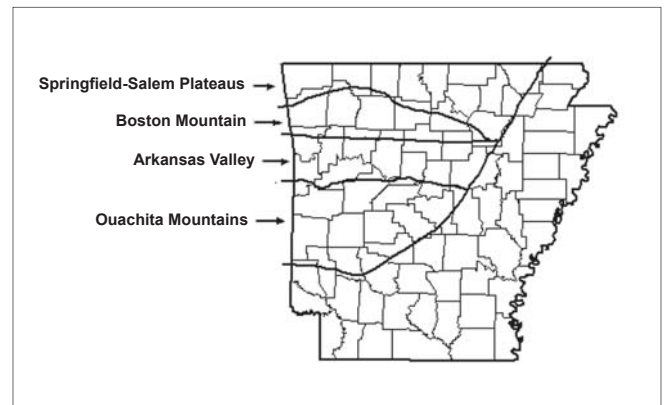 Springfield-Salem Plateaus
Boston Mountain
Arkansas Valley
Ouachita Mountains